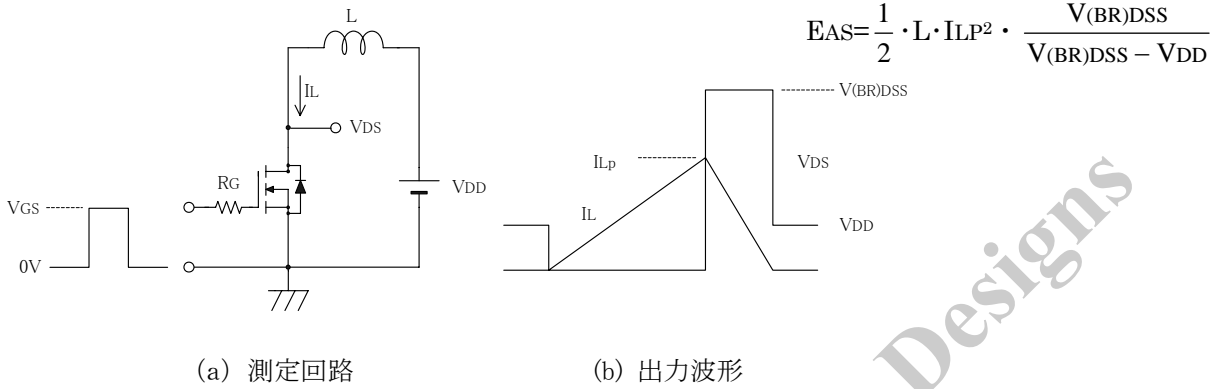 EAS=1/2・L・ILP²・V(BR)DSS/V(BR)DSS－VDD
L
IL
VDS
RG
VDD
VGS
0V
V(BR)DSS
ILp
VDS
IL
VDD
(a) 測定回路
(b) 出力波形
Designs